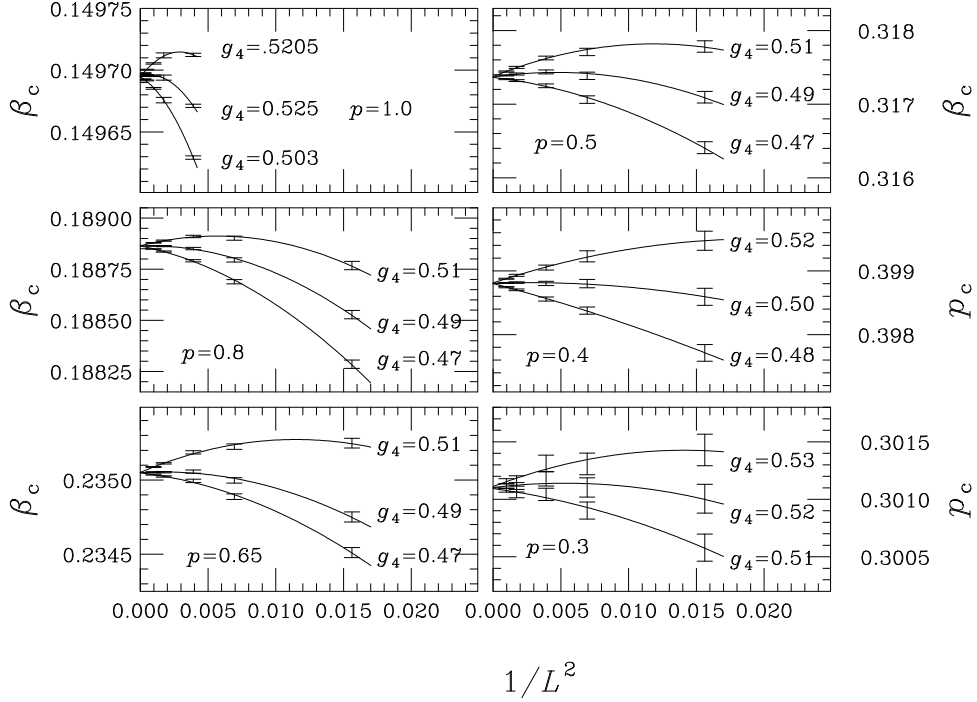 0.14975
0.14970
0.14965
β_c
g_4=.5205
g_4=0.525
p=1.0
g_4=0.503
0.318
0.317
0.316
β_c
g_4=0.51
g_4=0.49
g_4=0.47
p=0.5
0.18900
0.18875
0.18850
0.18825
β_c
g_4=0.51
g_4=0.49
g_4=0.47
p=0.8
0.399
0.398
p_c
g_4=0.52
g_4=0.50
g_4=0.48
p=0.4
0.2350
0.2345
β_c
g_4=0.51
g_4=0.49
g_4=0.47
p=0.65
0.3015
0.3010
0.3005
p_c
g_4=0.53
g_4=0.52
g_4=0.51
p=0.3
0.000 0.005 0.010 0.015 0.020
0.000 0.005 0.010 0.015 0.020
1/L^2